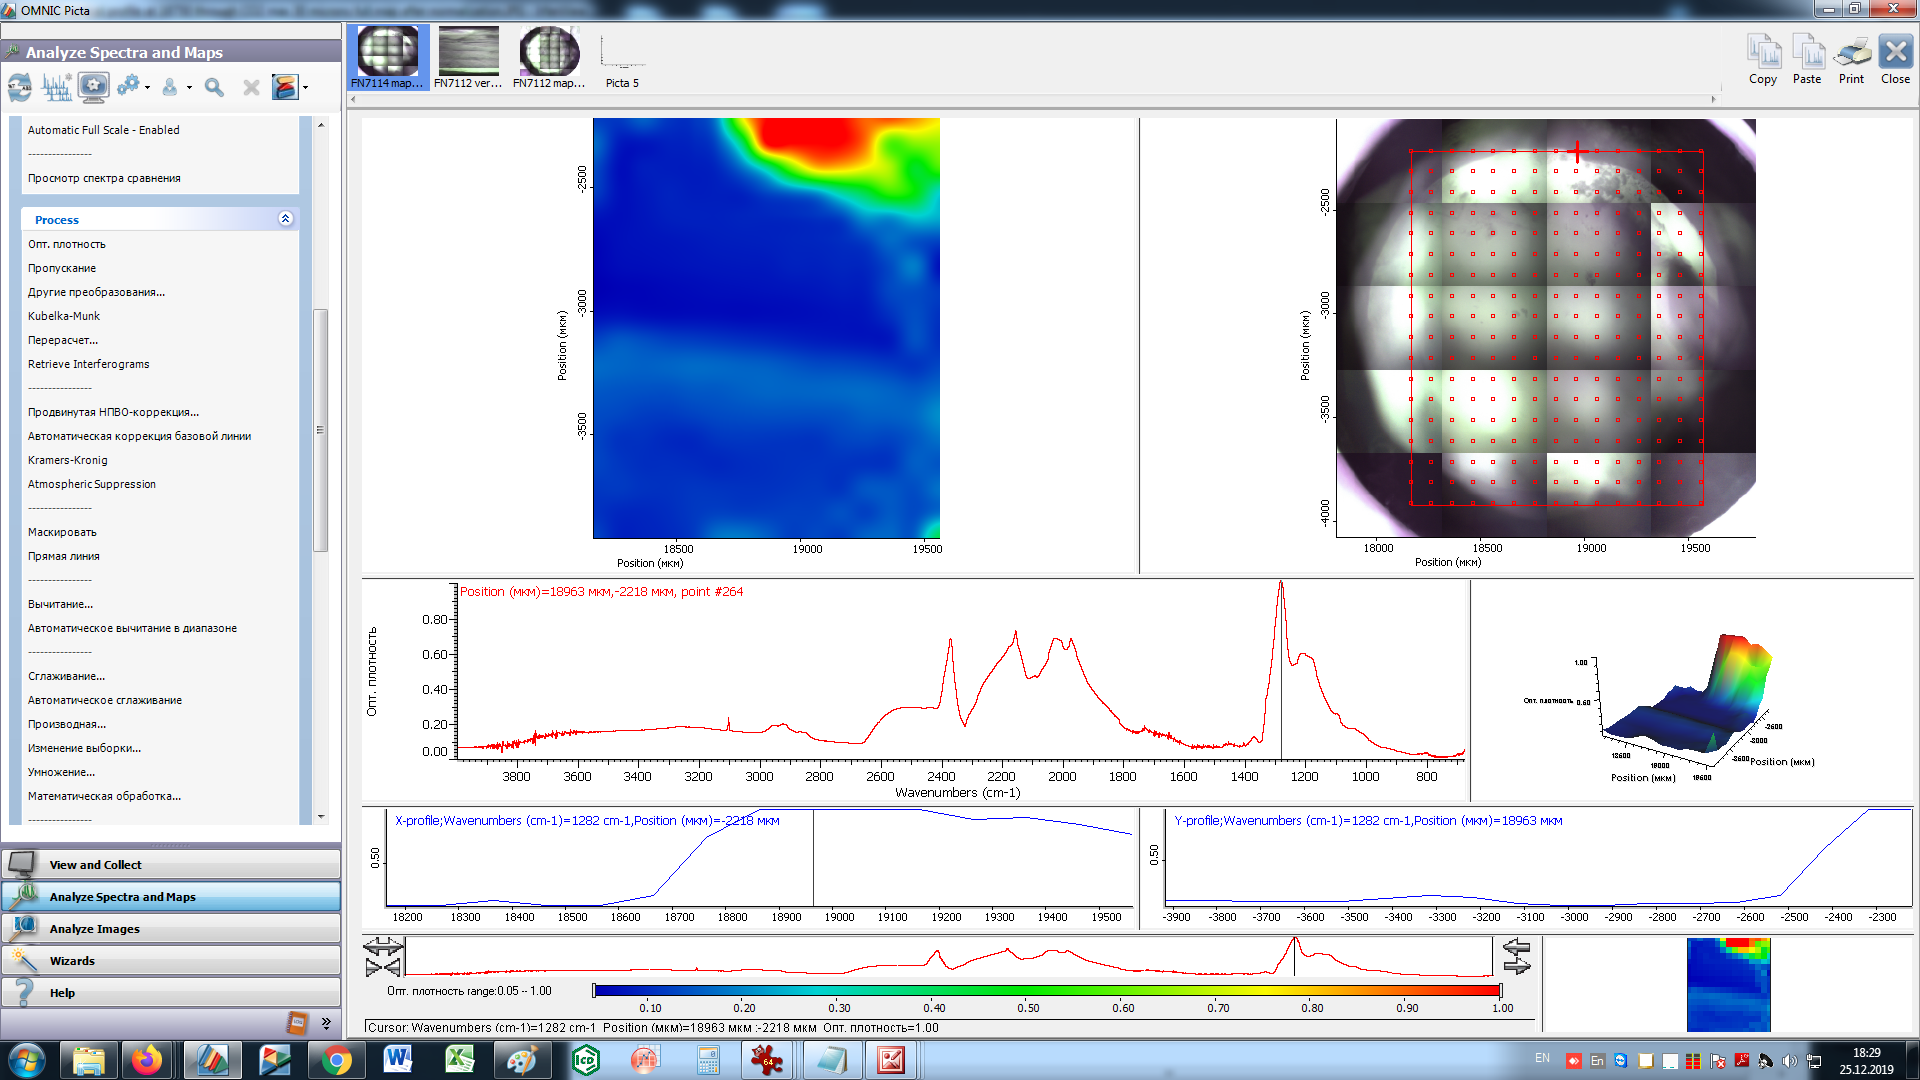 OMNIC Picta
Analyze Spectra and Maps
Automatic Full Scale - Enabled
----------------
Просмотр спектра сравнения
Process
Опт. плотность
Пропускание
Другие преобразования...
Kubelka-Munk
Перерасчет...
Retrieve Interferograms
----------------
Продвинутая НПВО-коррекция...
Автоматическая коррекция базовой линии
Kramers-Kronig
Atmospheric Suppression
----------------
Маскировать
Прямая линия
----------------
Вычитание...
Автоматическое вычитание в диапазоне
----------------
Сглаживание...
Автоматическое сглаживание
Производная...
Изменение выборки...
Умножение...
Математическая обработка...
----------------
View and Collect
Analyze Spectra and Maps
Analyze Images
Wizards
Help
FN7114 map... FN7112 ver... FN7112 map... Picta 5
Copy Paste Print Close
-2500
-3000
-3500
Position (мкм)
18500 19000 19500
Position (мкм)
-2500
-3000
-3500
-4000
Position (мкм)
18000 18500 19000 19500
Position (мкм)
Position (мкм)=18963 мкм,-2218 мкм, point #264
Опт. плотность
0.80
0.60
0.40
0.20
0.00
3800 3600 3400 3200 3000 2800 2600 2400 2200 2000 1800 1600 1400 1200 1000 800
Wavenumbers (cm-1)
1.00
Опт. плотность 0.60
-2600
-3000
-3600
Position (мкм)
18600 19000 19600
Position (мкм)
X-profile;Wavenumbers (cm-1)=1282 cm-1,Position (мкм)=-2218 мкм
0.50
18200 18300 18400 18500 18600 18700 18800 18900 19000 19100 19200 19300 19400 19500
Y-profile;Wavenumbers (cm-1)=1282 cm-1,Position (мкм)=18963 мкм
0.50
-3900 -3800 -3700 -3600 -3500 -3400 -3300 -3200 -3100 -3000 -2900 -2800 -2700 -2600 -2500 -2400 -2300
Опт. плотность range:0.05 -- 1.00
0.10 0.20 0.30 0.40 0.50 0.60 0.70 0.80 0.90 1.00
Cursor: Wavenumbers (cm-1)=1282 cm-1 Position (мкм)=18963 мкм :-2218 мкм Опт. плотность=1.00
EN
En
64
ICD
18:29
25.12.2019